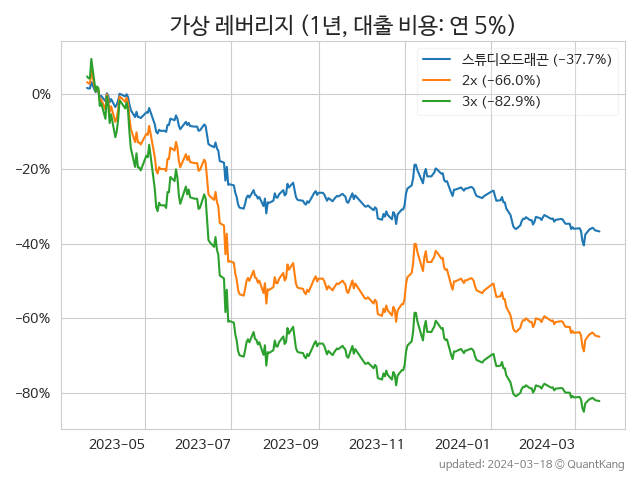 가상 레버리지 (1년, 대출 비용: 연 5%)
스튜디오드래곤 (−37.7%)
2x (−66.0%)
3x (−82.9%)
0%
−20%
−40%
−60%
−80%
2023-05
2023-07
2023-09
2023-11
2024-01
2024-03
updated: 2024-03-18 © QuantKang